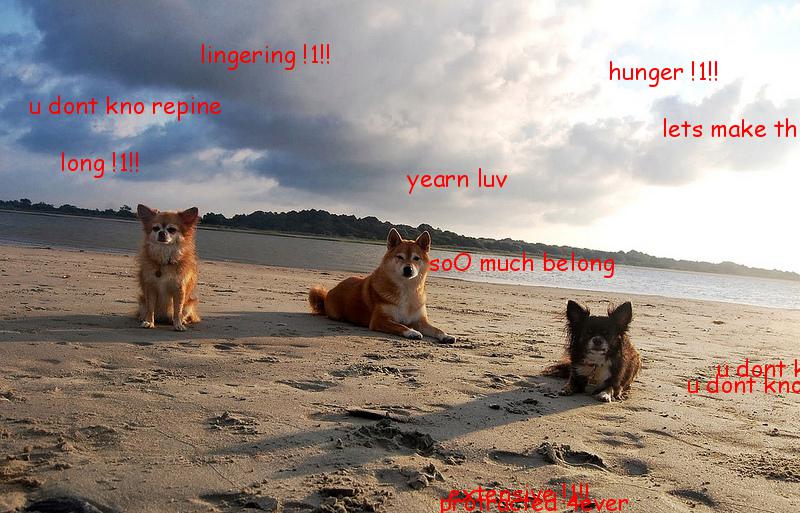 lingering !1!!
hunger !1!!
u dont kno repine
lets make th
long !1!!
yearn luv
soO much belong
u dont k
u dont kno
extensive !1!!
protracted 4ever